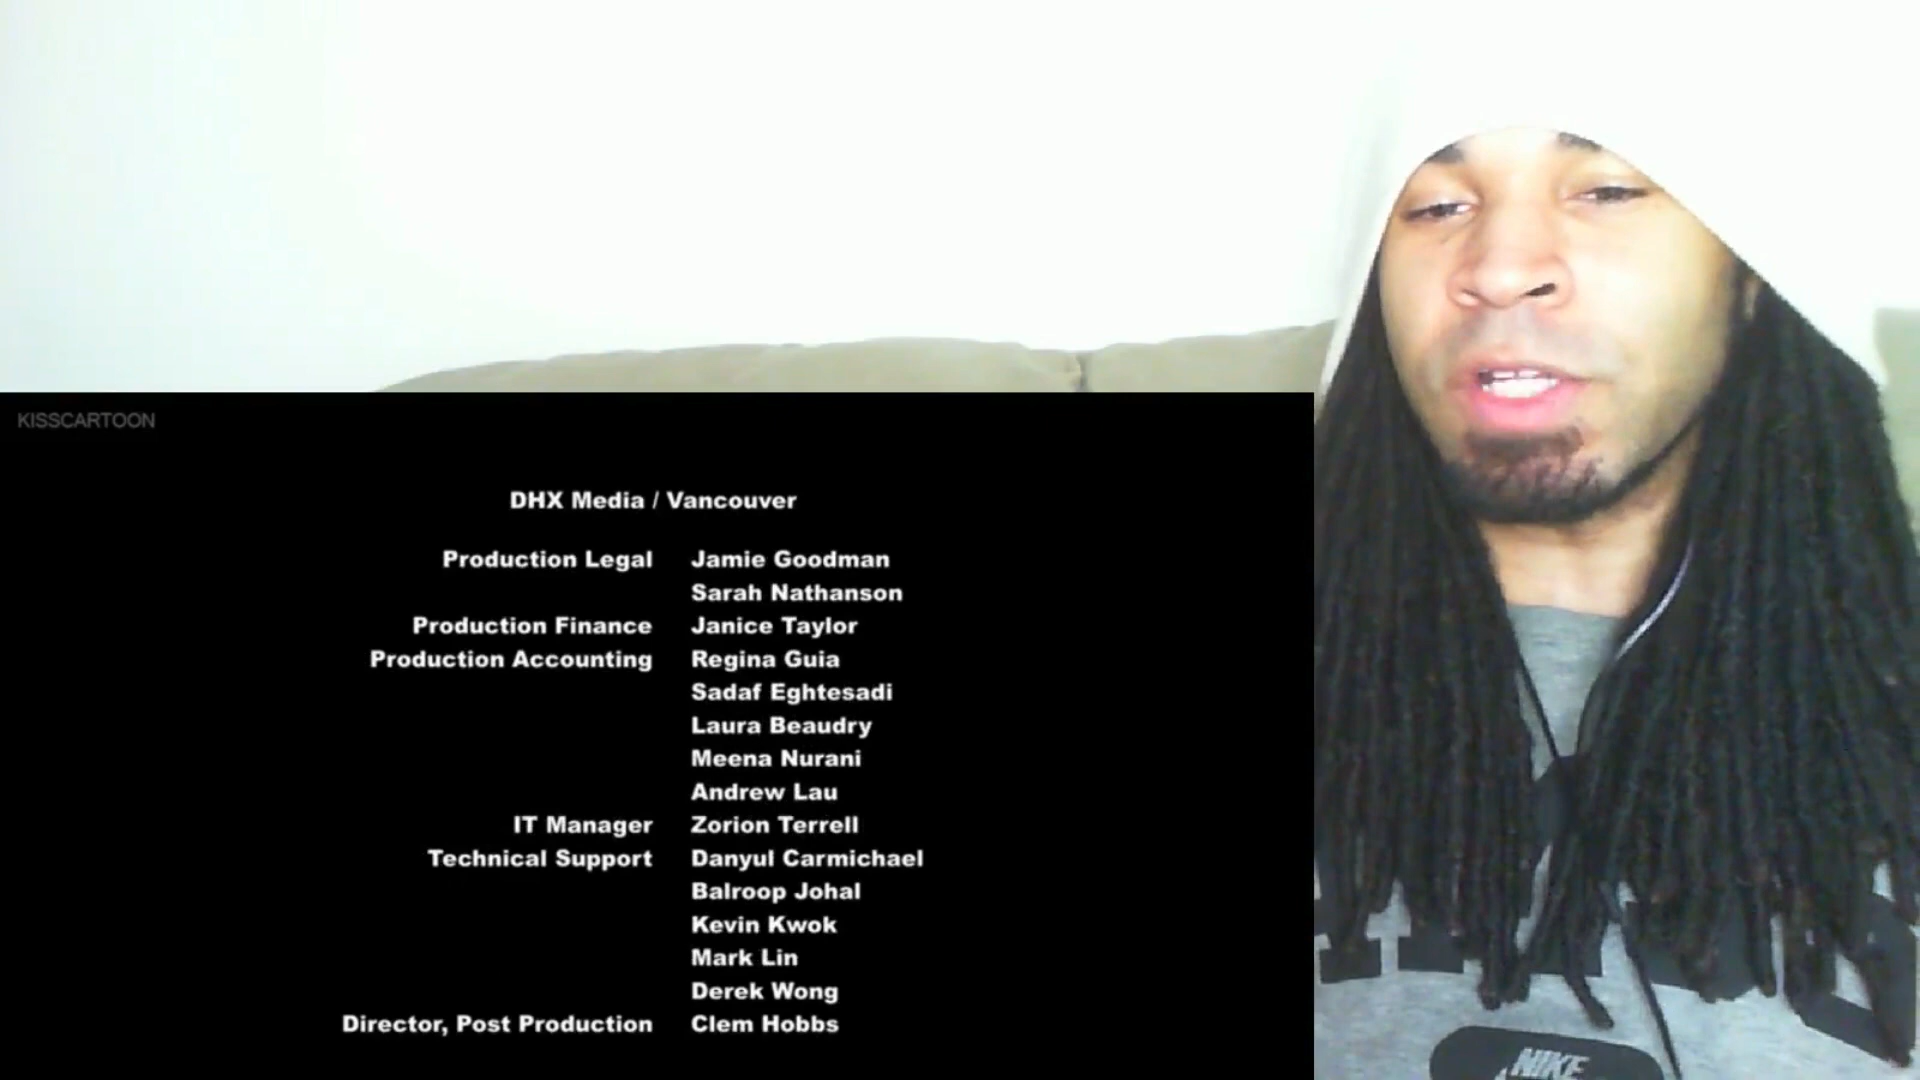 KISSCARTOON
DHX Media / Vancouver
Production Legal Jamie Goodman
Sarah Nathanson
Production Finance Janice Taylor
Production Accounting Regina Guia
Sadaf Eghtesadi
Laura Beaudry
Meena Nurani
Andrew Lau
IT Manager Zorion Terrell
Technical Support Danyul Carmichael
Balroop Johal
Kevin Kwok
Mark Lin
Derek Wong
Director, Post Production Clem Hobbs
NIKE